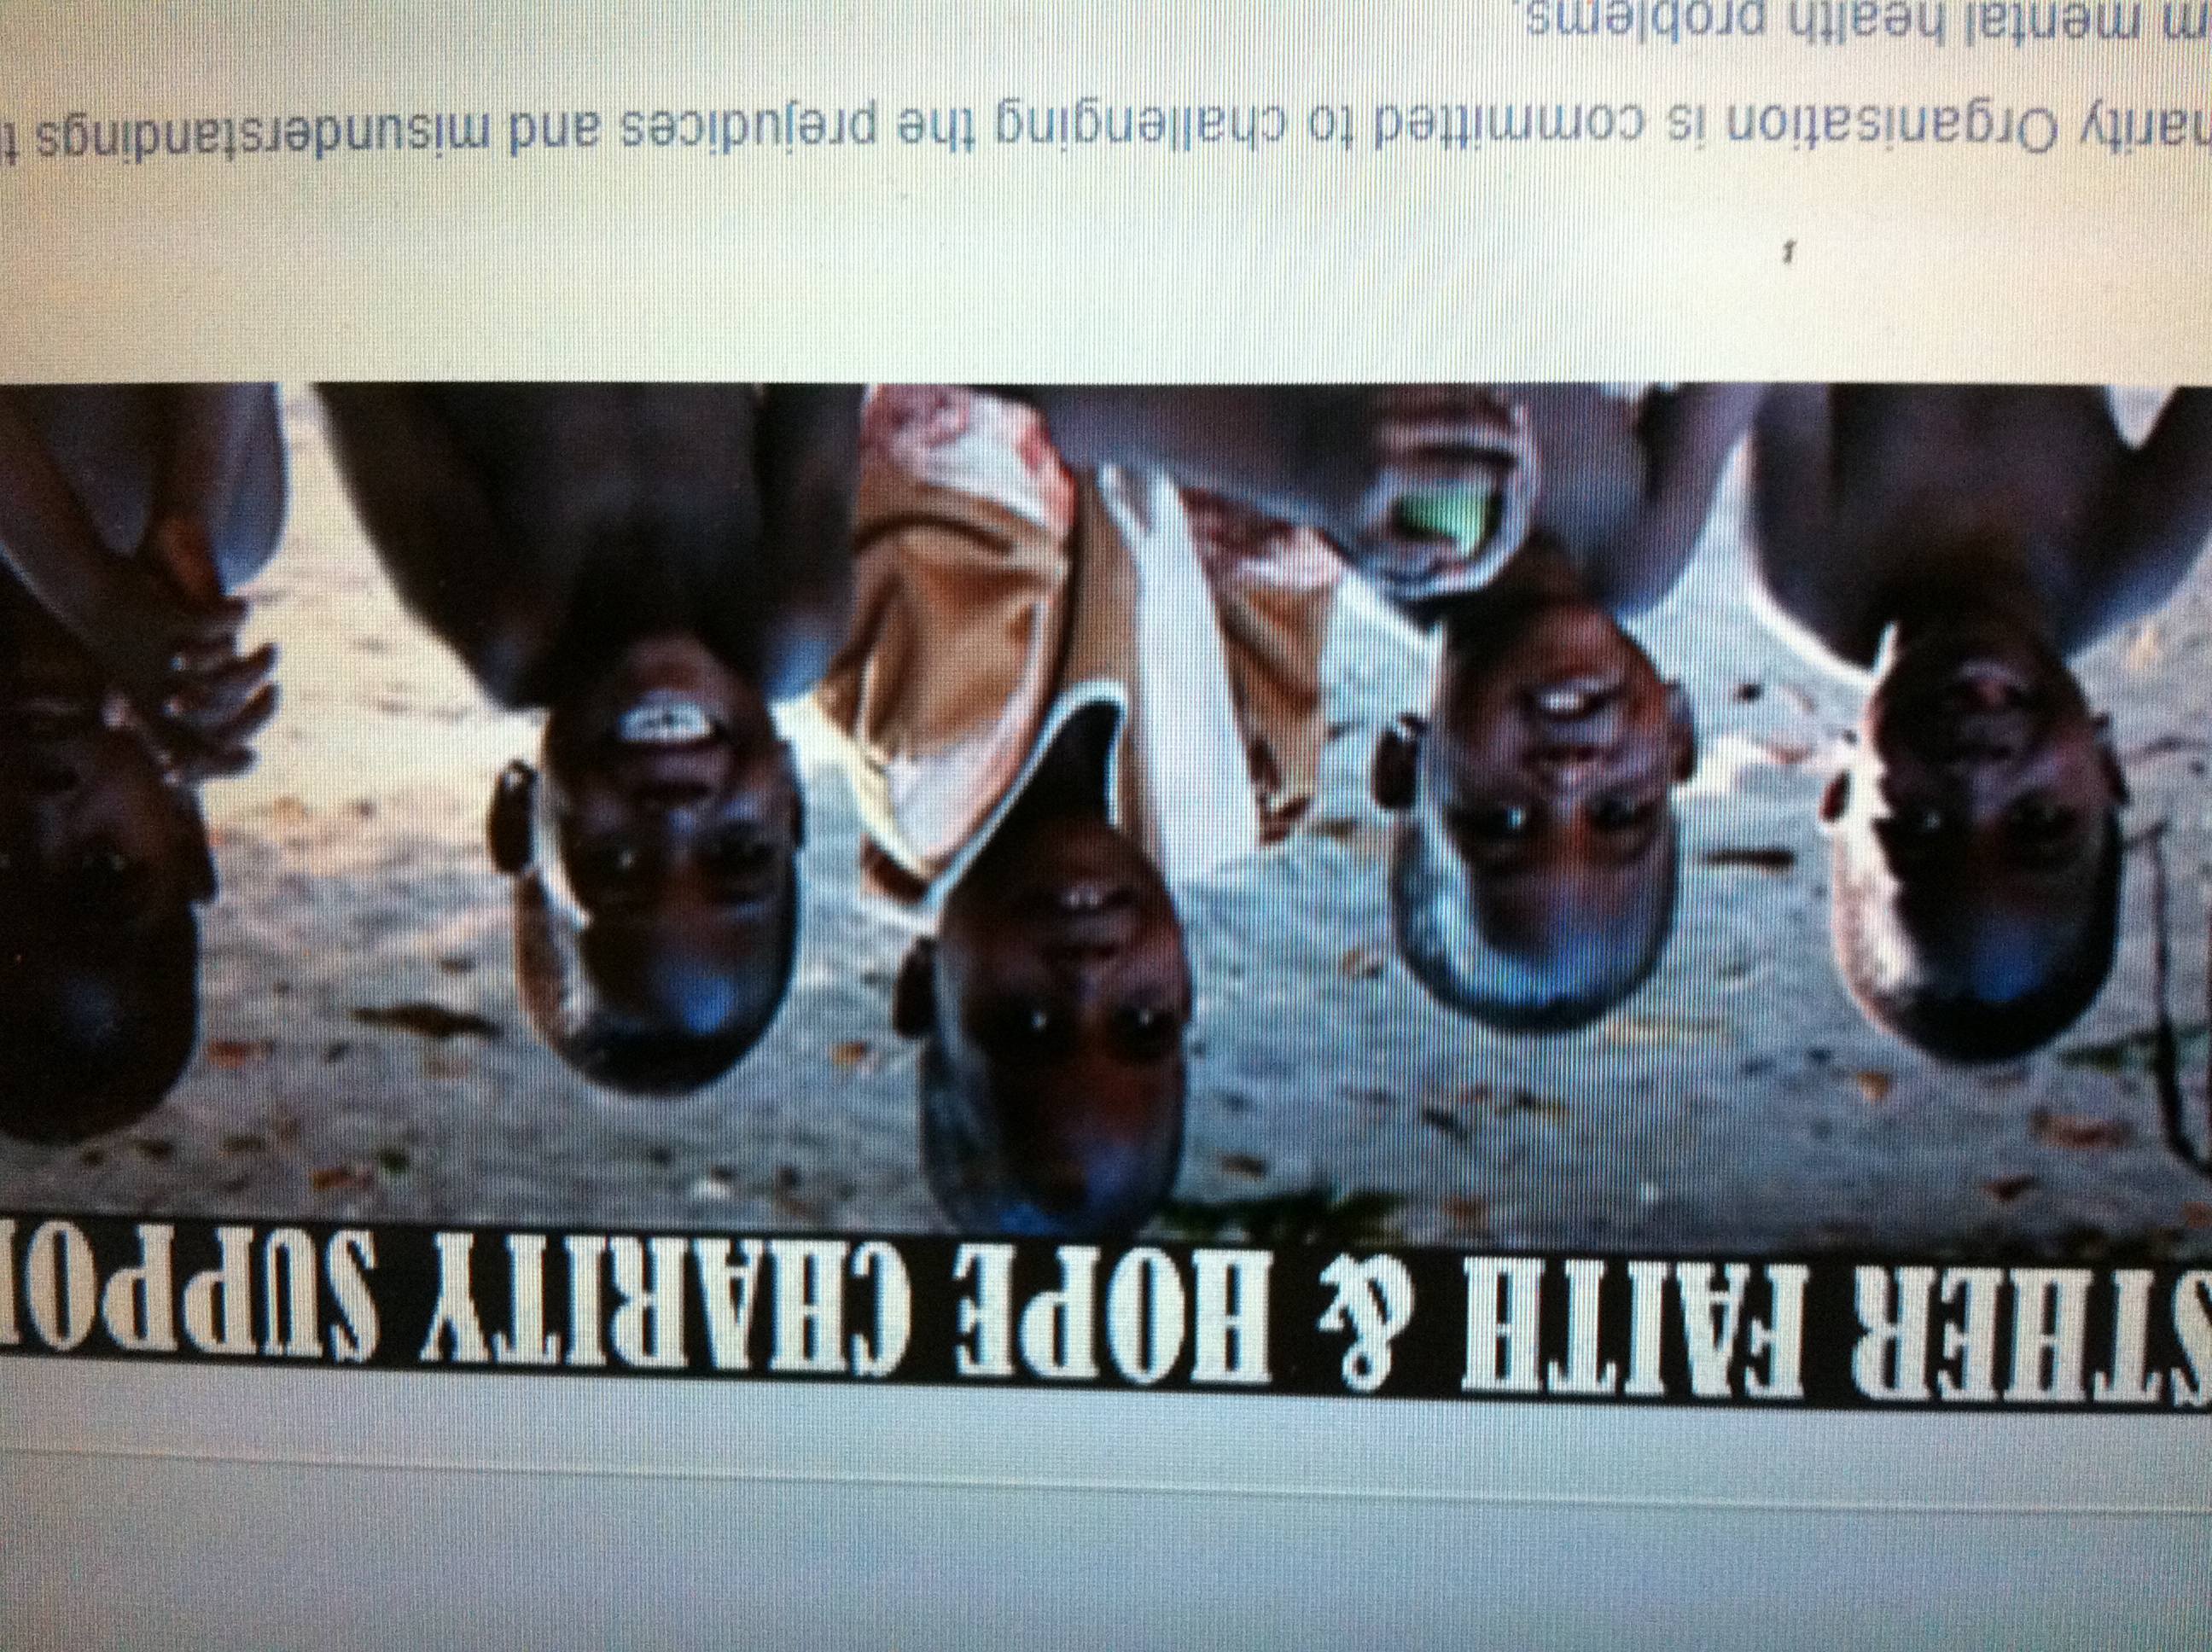 STHER FAITH & HOPE CHARITY SUPPO
harity Organisation is committed to challenging the prejudices and misunderstandings t
m mental health problems.